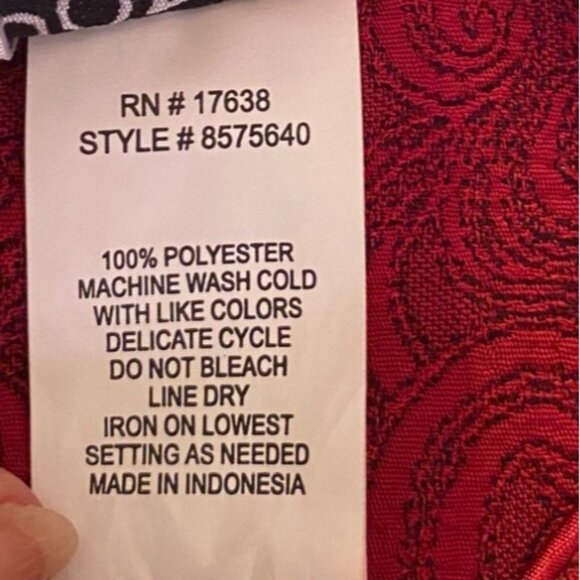 RN # 17638
STYLE # 8575640
100% POLYESTER
MACHINE WASH COLD
WITH LIKE COLORS
DELICATE CYCLE
DO NOT BLEACH
LINE DRY
IRON ON LOWEST
SETTING AS NEEDED
MADE IN INDONESIA